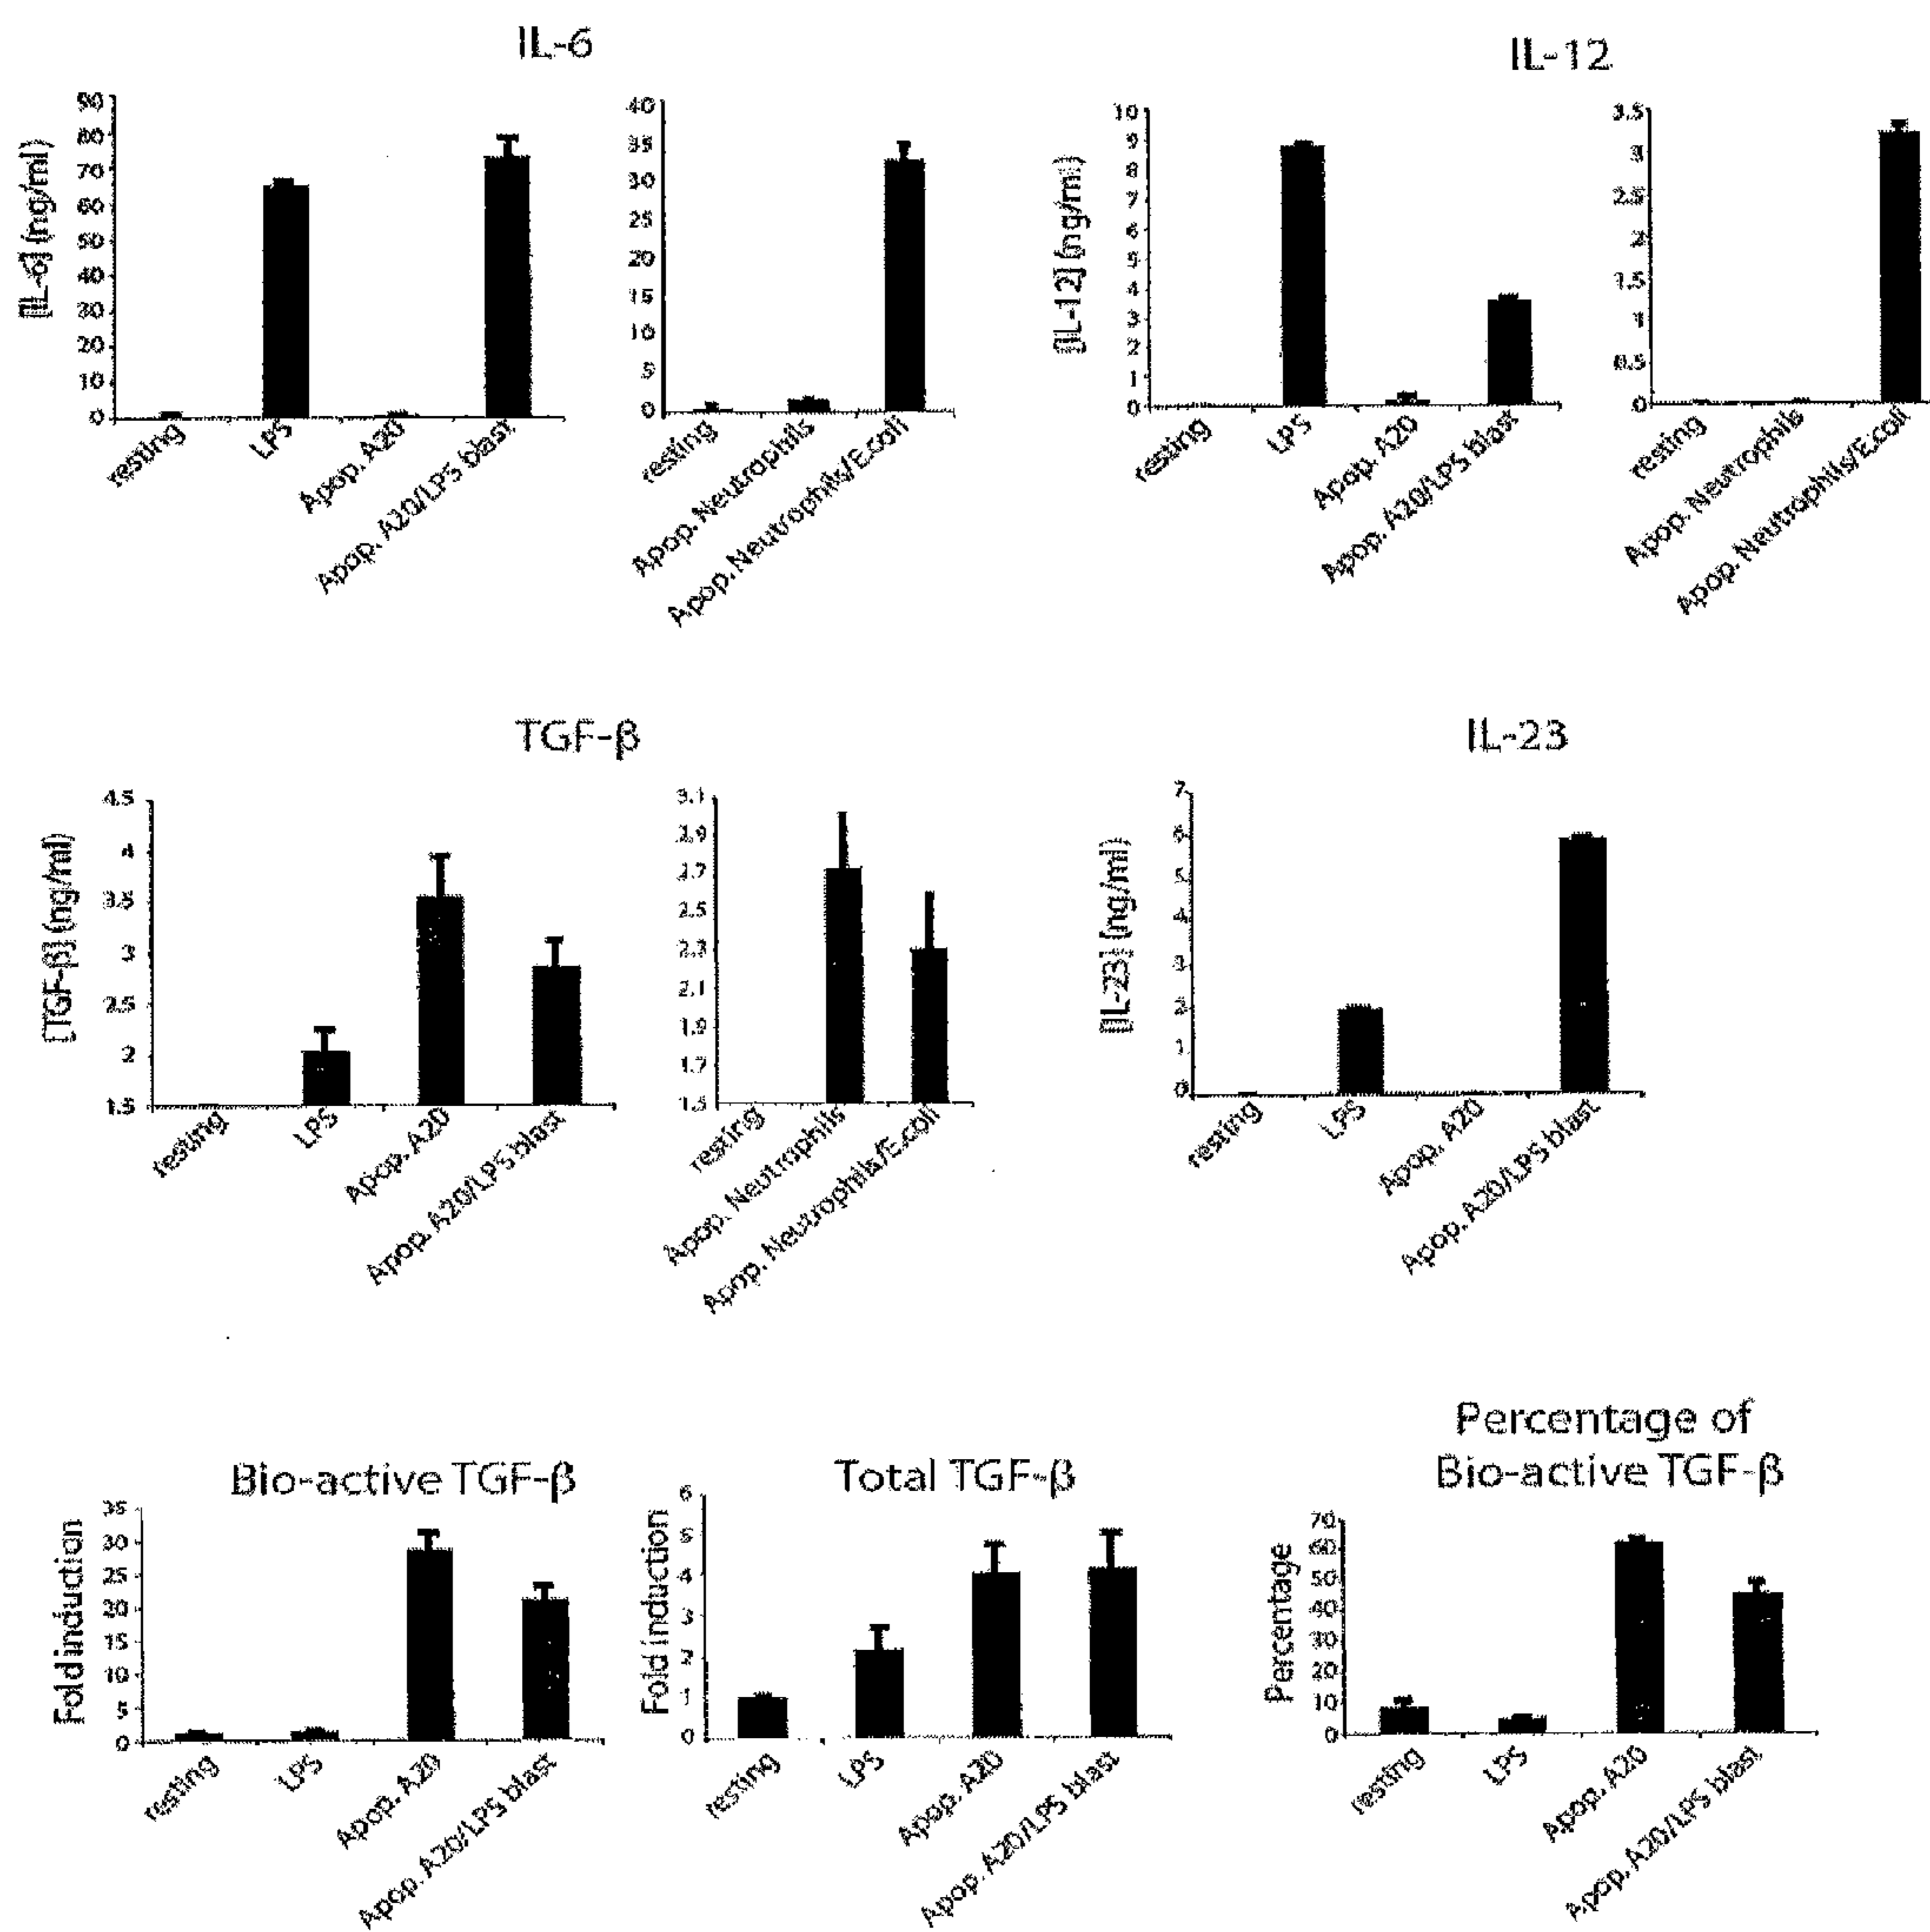 IL-6
[IL-6] (ng/ml)
90
80
70
60
50
40
30
20
10
0
resting
LPS
Apop. A20
Apop. A20/LPS blast
40
35
30
25
20
15
10
5
0
resting
Apop. Neutrophils
Apop. Neutrophils/E.coli
IL-12
[IL-12] (ng/ml)
10
9
8
7
6
5
4
3
2
1
0
resting
LPS
Apop. A20
Apop. A20/LPS blast
3.5
3
2.5
2
1.5
1
0.5
0
resting
Apop. Neutrophils
Apop. Neutrophils/E.coli
TGF-β
[TGF-β] (ng/ml)
4.5
4
3.5
3
2.5
2
1.5
resting
LPS
Apop. A20
Apop. A20/LPS blast
3.1
2.9
2.7
2.5
2.3
2.1
1.9
1.7
1.5
resting
Apop. Neutrophils
Apop. Neutrophils/E.coli
IL-23
[IL-23] (ng/ml)
7
6
5
4
3
2
1
0
resting
LPS
Apop. A20
Apop. A20/LPS blast
Bio-active TGF-β
Fold induction
35
30
25
20
15
10
5
0
resting
LPS
Apop. A20
Apop. A20/LPS blast
Total TGF-β
Fold induction
6
5
4
3
2
1
0
resting
LPS
Apop. A20
Apop. A20/LPS blast
Percentage of
Bio-active TGF-β
Percentage
70
60
50
40
30
20
10
0
resting
LPS
Apop. A20
Apop. A20/LPS blast